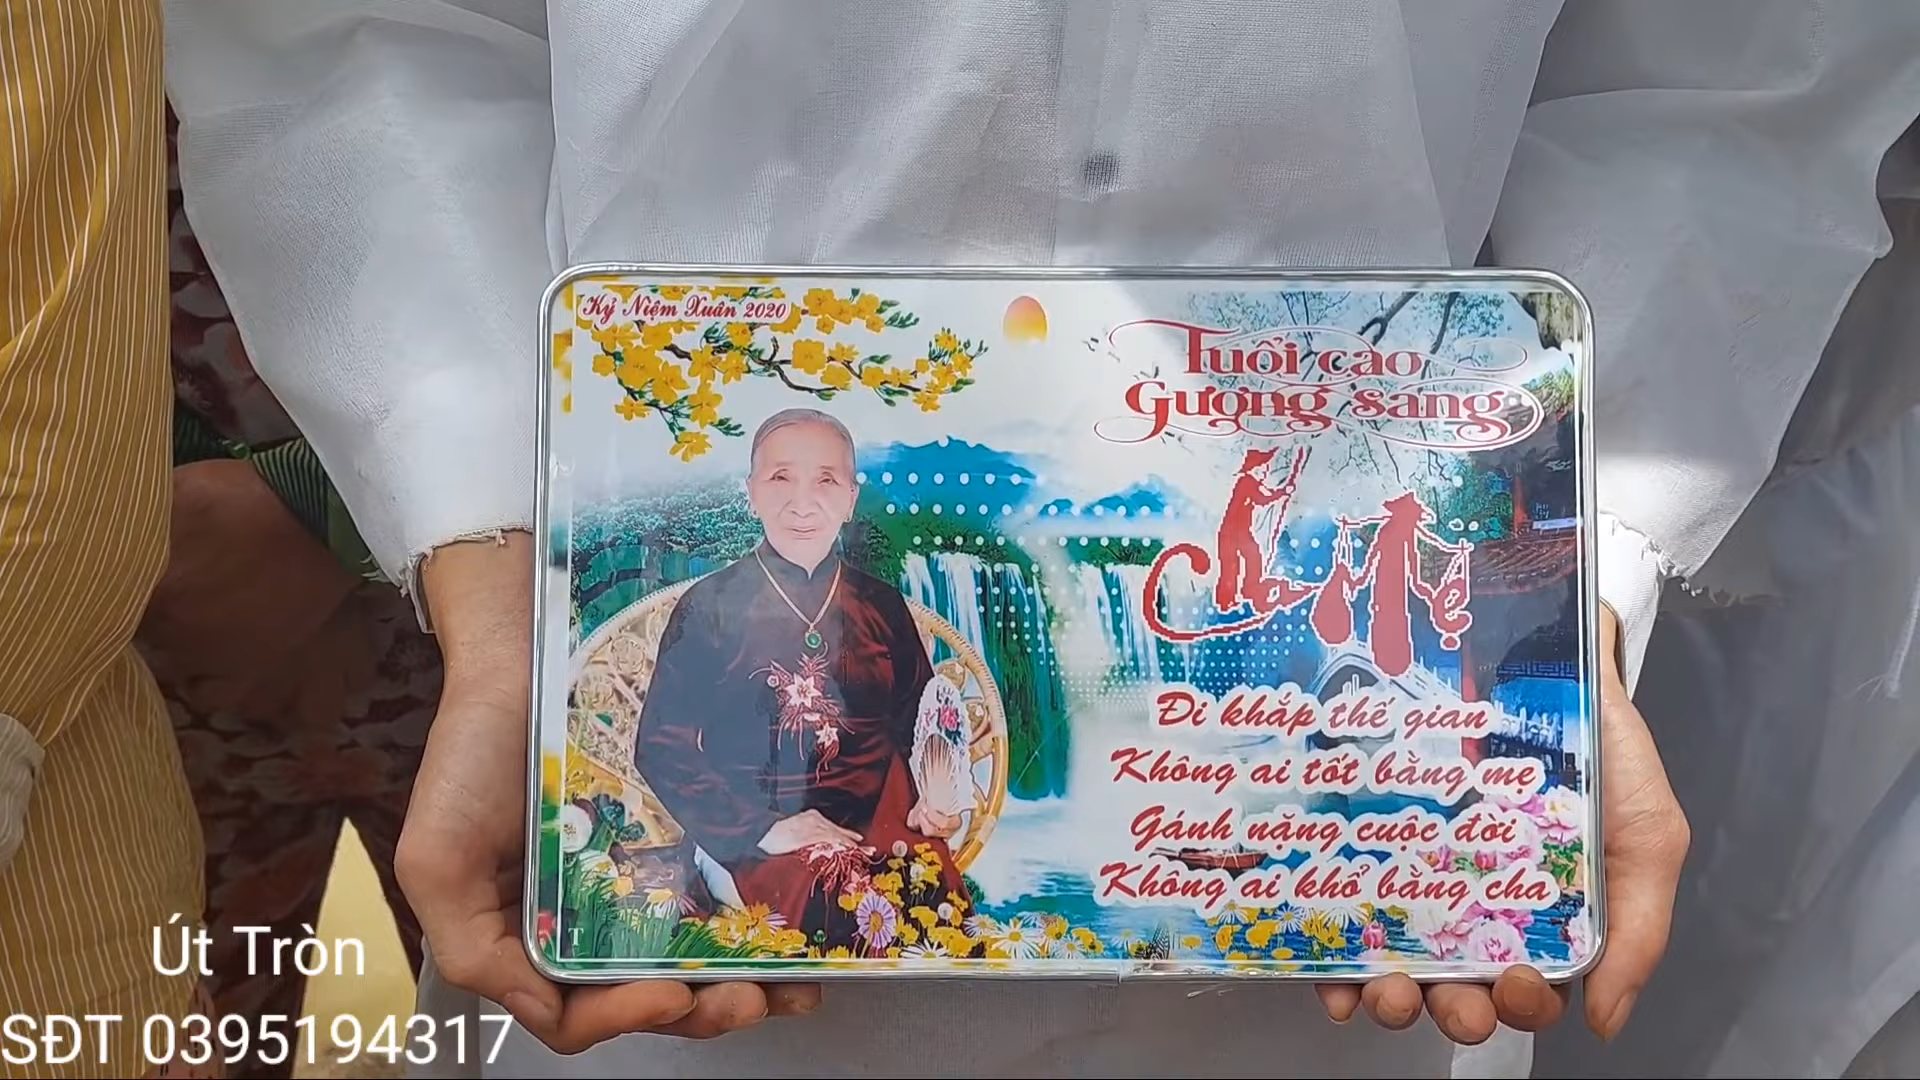 Kỷ Niệm Xuân 2020
Tuổi cao
Gương sáng
Cha Mẹ
Đi khắp thế gian
Không ai tốt bằng mẹ
Gánh nặng cuộc đời
Không ai khổ bằng cha
T
Út Tròn
SĐT 0395194317